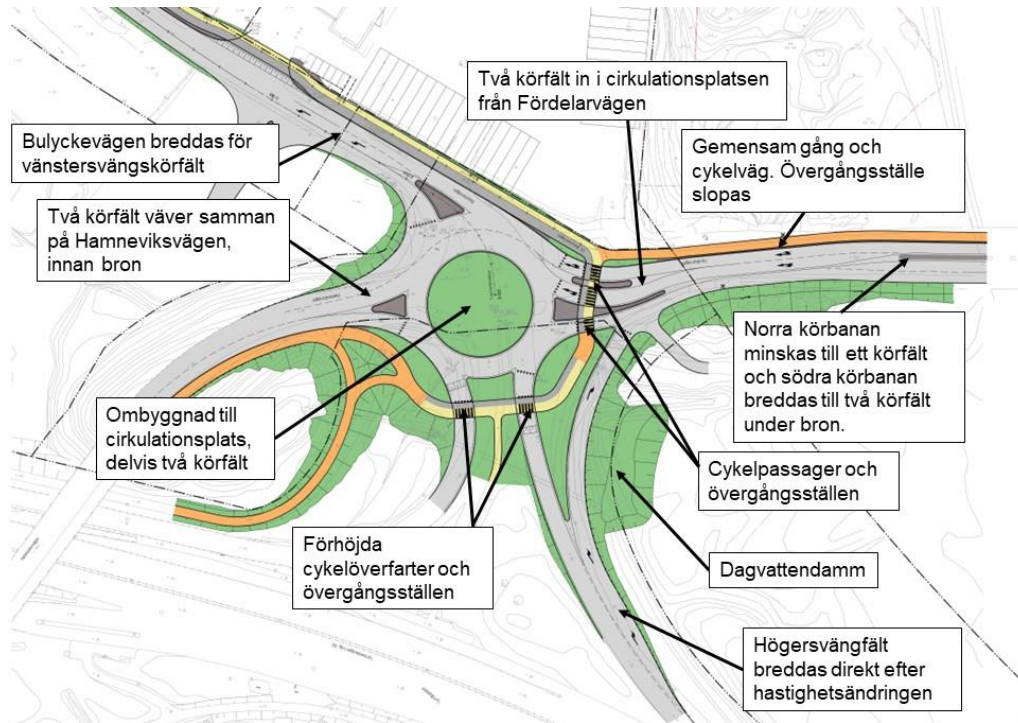 Två körfält in i cirkulationsplatsen
från Fördelarvägen
Bulyckevägen breddas för
vänstersvängskörfält
Gemensam gång och
cykelväg. Övergångsställe
slopas
Två körfält väver samman
på Hamneviksvägen,
innan bron
Norra körbanan
minskas till ett körfält
och södra körbanan
breddas till två körfält
under bron.
Ombyggnad till
cirkulationsplats,
delvis två körfält
Cykelpassager och
övergångsställen
Förhöjda
cykelöverfarter och
övergångsställen
Dagvattendamm
Högersvängfält
breddas direkt efter
hastighetsändringen